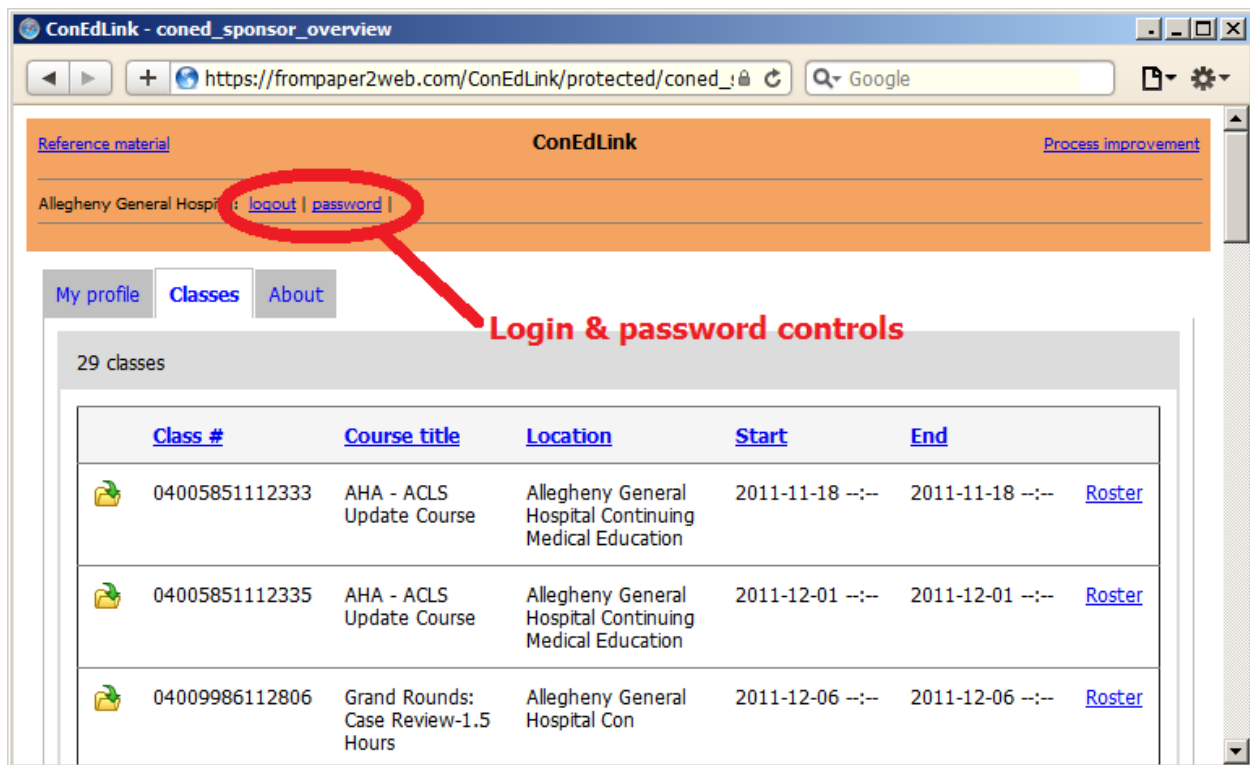 ConEdLink - coned_sponsor_overview
https://frompaper2web.com/ConEdLink/protected/coned_
Google
Reference material ConEdLink Process improvement
Allegheny General Hospital: logout | password |
My profile Classes About
Login & password controls
29 classes
Class # Course title Location Start End
04005851112333 AHA - ACLS Allegheny General 2011-11-18 --:-- 2011-11-18 --:-- Roster
Update Course Hospital Continuing
Medical Education
04005851112335 AHA - ACLS Allegheny General 2011-12-01 --:-- 2011-12-01 --:-- Roster
Update Course Hospital Continuing
Medical Education
04009986112806 Grand Rounds: Allegheny General 2011-12-06 --:-- 2011-12-06 --:-- Roster
Case Review-1.5 Hospital Con
Hours